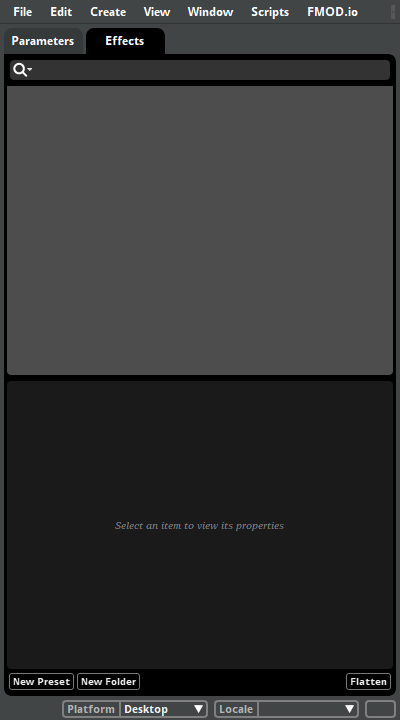 File Edit Create View Window Scripts FMOD.io
Parameters Effects
Select an item to view its properties
New Preset New Folder Flatten
Platform Desktop Locale